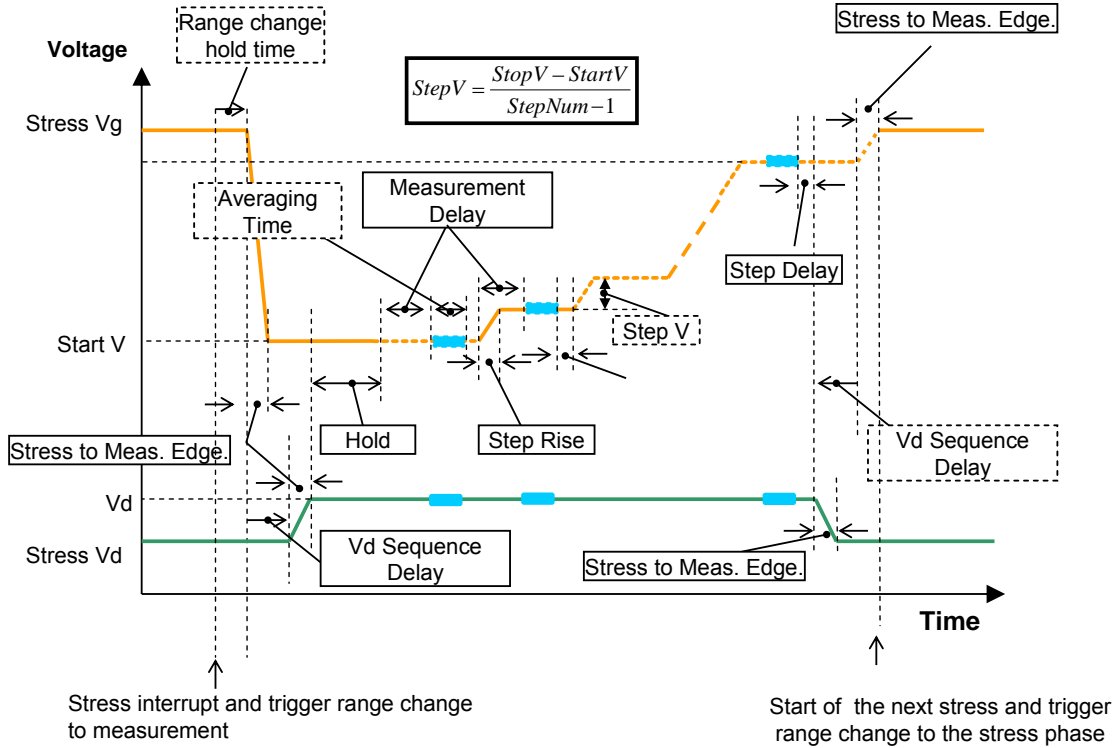 Range change
hold time
Stress to Meas. Edge.
Voltage
StepV = StopV – StartV / StepNum – 1
Stress Vg
Averaging
Time
Measurement
Delay
Step Delay
Step V
Start V
Hold
Step Rise
Stress to Meas. Edge.
Vd Sequence
Delay
Vd
Vd Sequence
Delay
Stress Vd
Stress to Meas. Edge.
Time
Stress interrupt and trigger range change
to measurement
Start of the next stress and trigger
range change to the stress phase